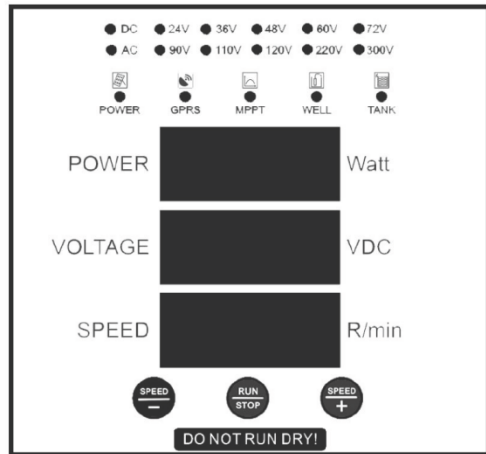 DC 24V 36V 48V 60V 72V
AC 90V 110V 120V 220V 300V
POWER GPRS MPPT WELL TANK
POWER Watt
VOLTAGE VDC
SPEED R/min
SPEED − RUN STOP SPEED +
DO NOT RUN DRY!